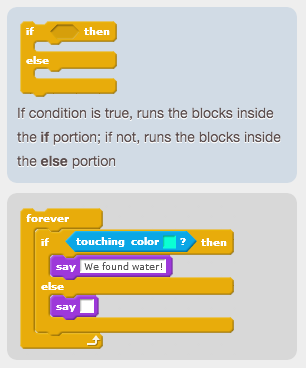 if then
else
If condition is true, runs the blocks inside
the if portion; if not, runs the blocks inside
the else portion
forever
if touching color ? then
say We found water!
else
say